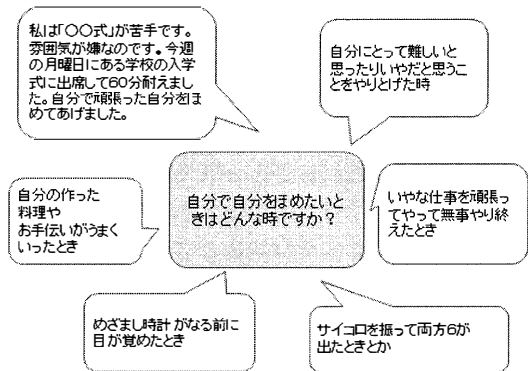 私は「○○式」が苦手です。
雰囲気が嫌なのです。今週
の月曜日にある学校の入学
式に出席して60分耐えまし
た。自分で頑張った自分をほ
めてあげました。
自分にとって難しいと
思ったりいやだと思うこ
とをやりとげた時
自分の作った
料理や
お手伝いがうまく
いったとき
自分で自分をほめたいと
きはどんな時ですか？
いやな仕事を頑張っ
てやって無事やり終
えたとき
めざまし時計がなる前に
目が覚めたとき
サイコロを振って両方6が
出たときとか